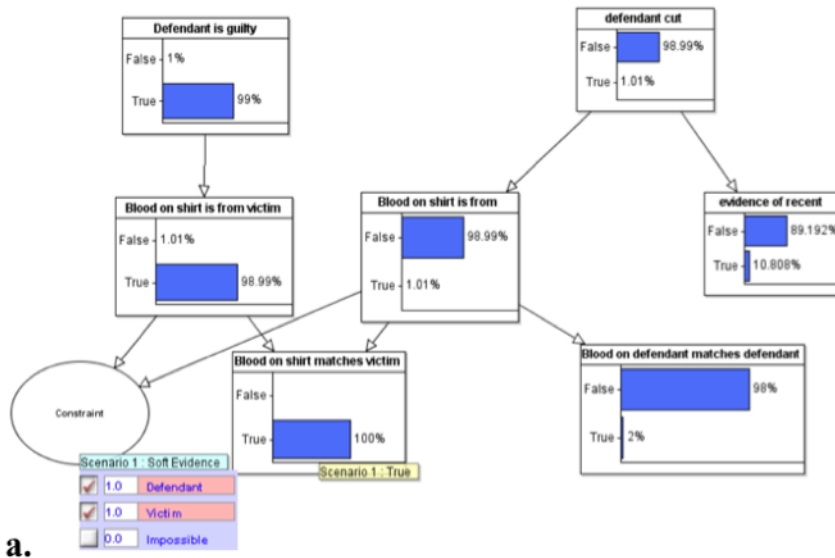 Defendant is guilty
False 1%
True 99%
defendant cut
False 98.99%
True 1.01%
Blood on shirt is from victim
False 1.01%
True 98.99%
Blood on shirt is from
False 98.99%
True 1.01%
evidence of recent
False 89.192%
True 10.808%
Blood on shirt matches victim
False
True 100%
Scenario 1 : True
Blood on defendant matches defendant
False 98%
True 2%
Constraint
Scenario 1 : Soft Evidence
1.0 Defendant
1.0 Victim
0.0 Impossible
a.